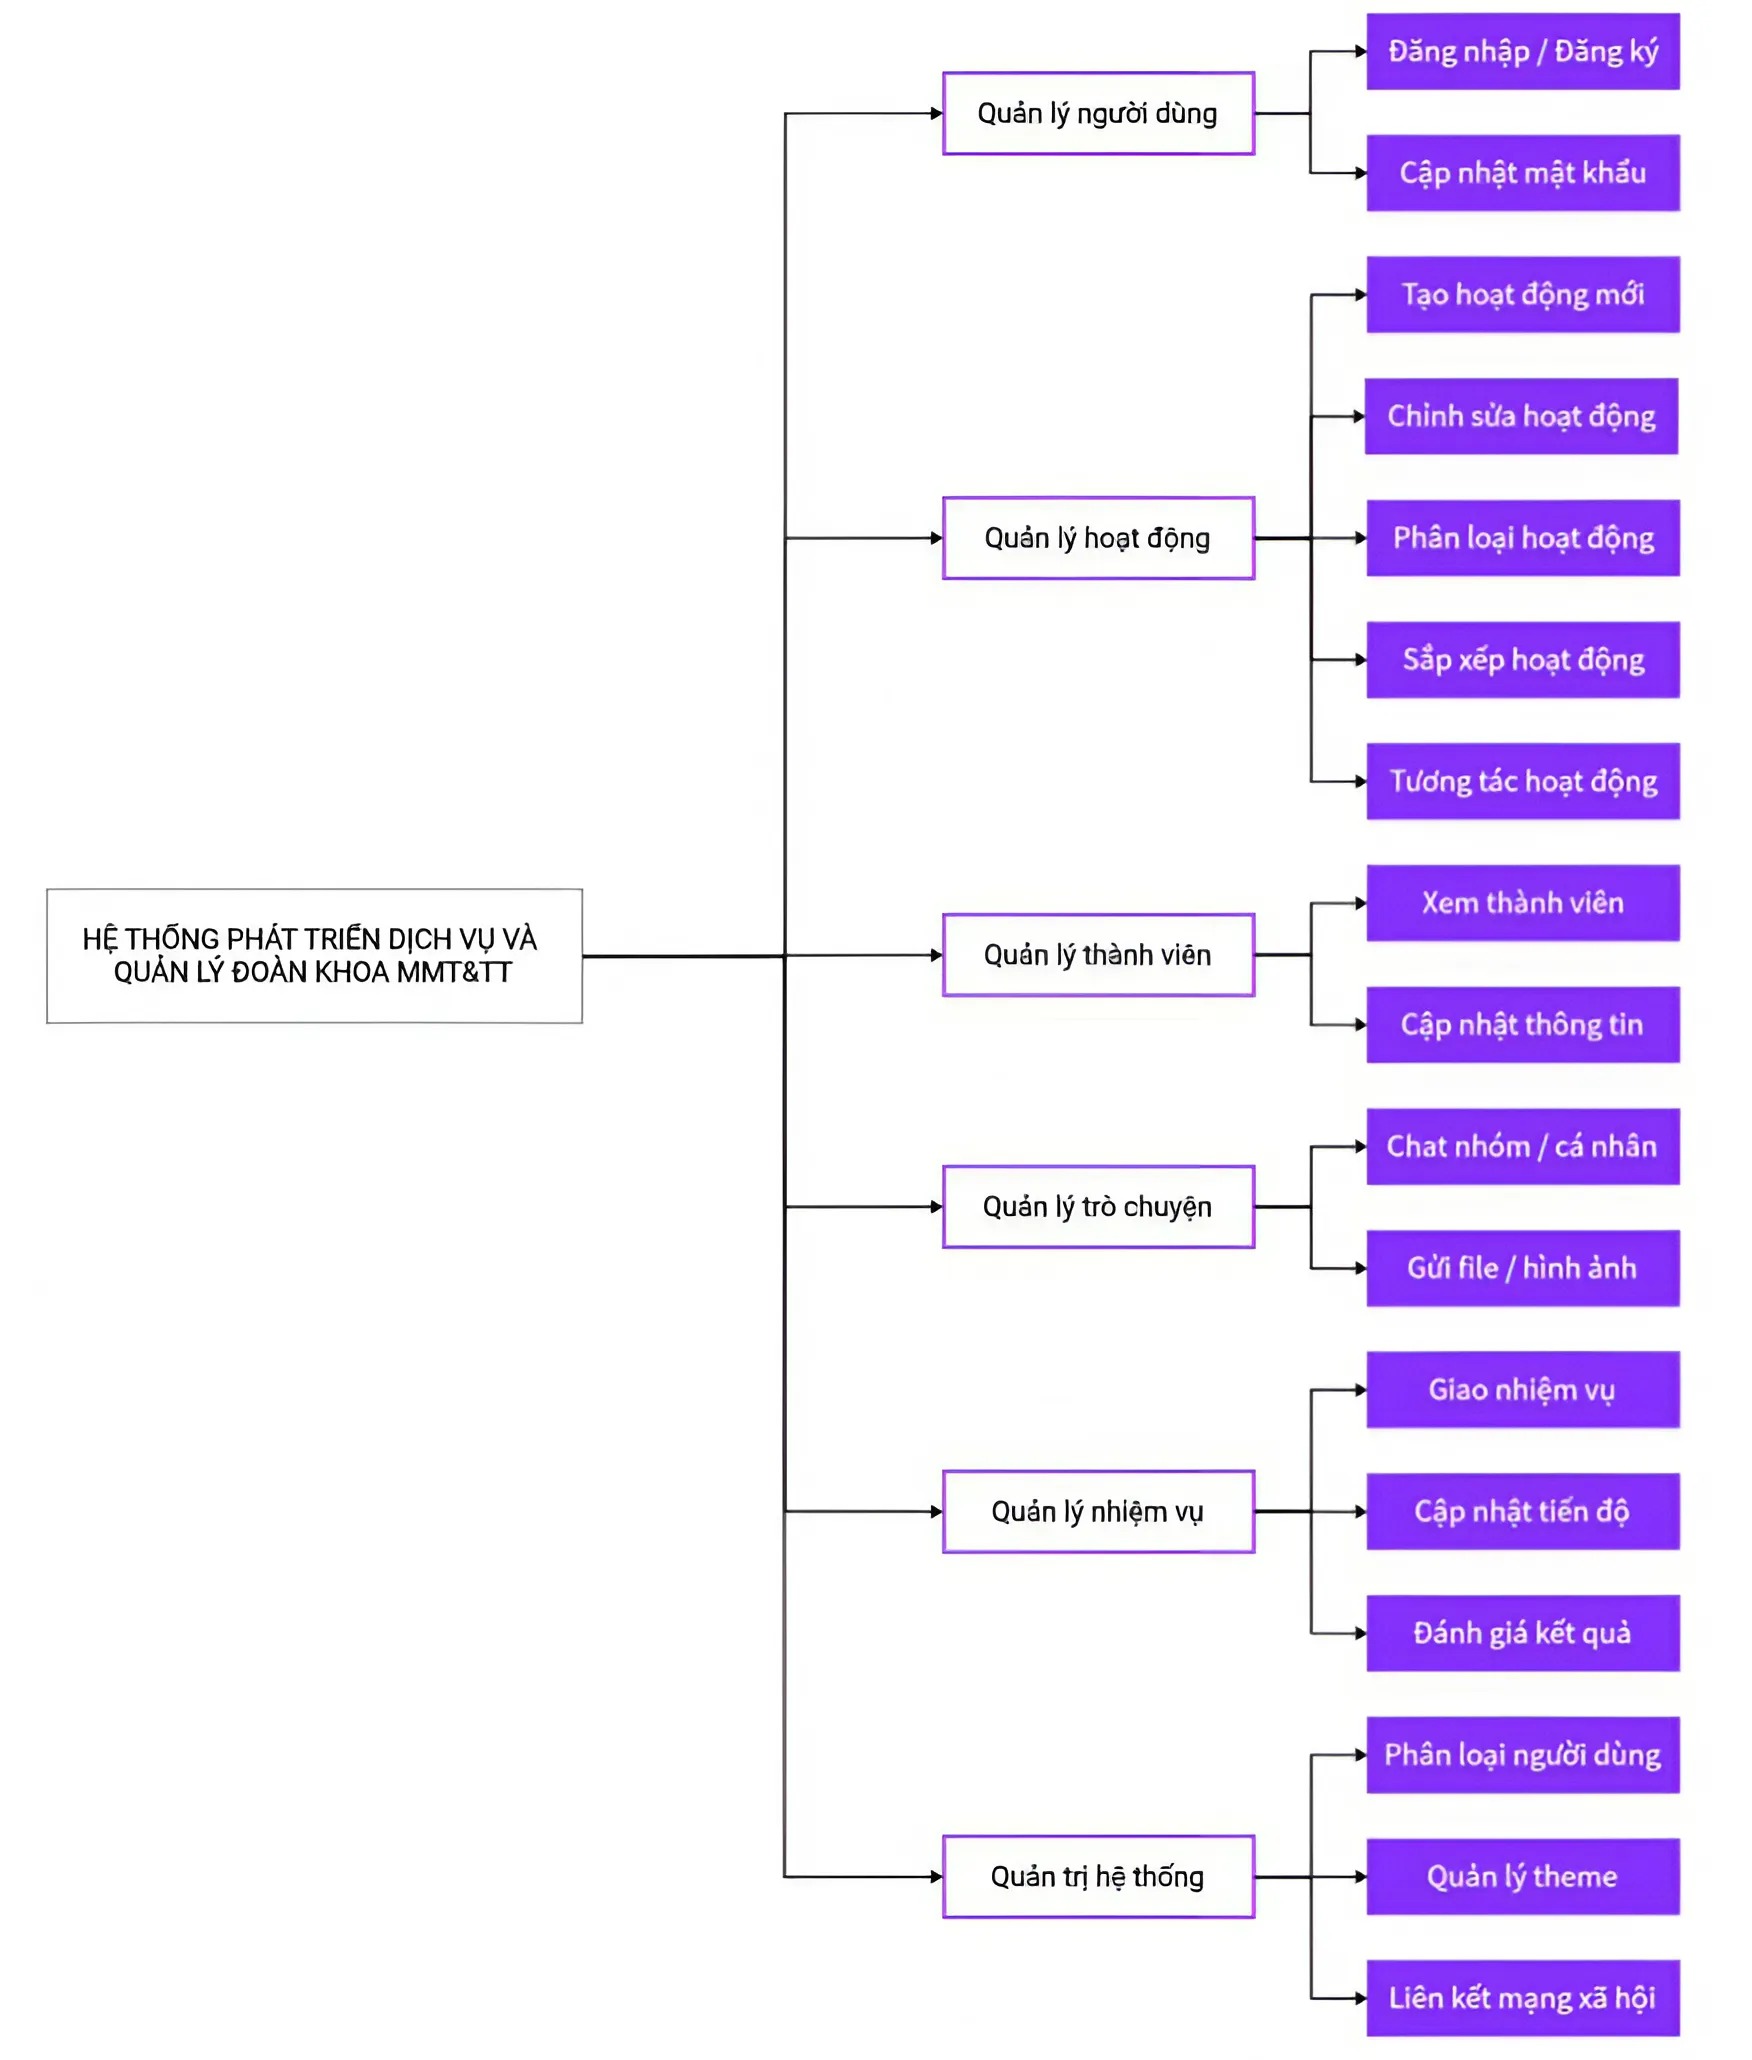 HỆ THỐNG PHÁT TRIỂN DỊCH VỤ VÀ
QUẢN LÝ ĐOÀN KHOA MMT&TT
Quản lý người dùng
Đăng nhập / Đăng ký
Cập nhật mật khẩu
Quản lý hoạt động
Tạo hoạt động mới
Chỉnh sửa hoạt động
Phân loại hoạt động
Sắp xếp hoạt động
Tương tác hoạt động
Quản lý thành viên
Xem thành viên
Cập nhật thông tin
Quản lý trò chuyện
Chat nhóm / cá nhân
Gửi file / hình ảnh
Quản lý nhiệm vụ
Giao nhiệm vụ
Cập nhật tiến độ
Đánh giá kết quả
Quản trị hệ thống
Phân loại người dùng
Quản lý theme
Liên kết mạng xã hội